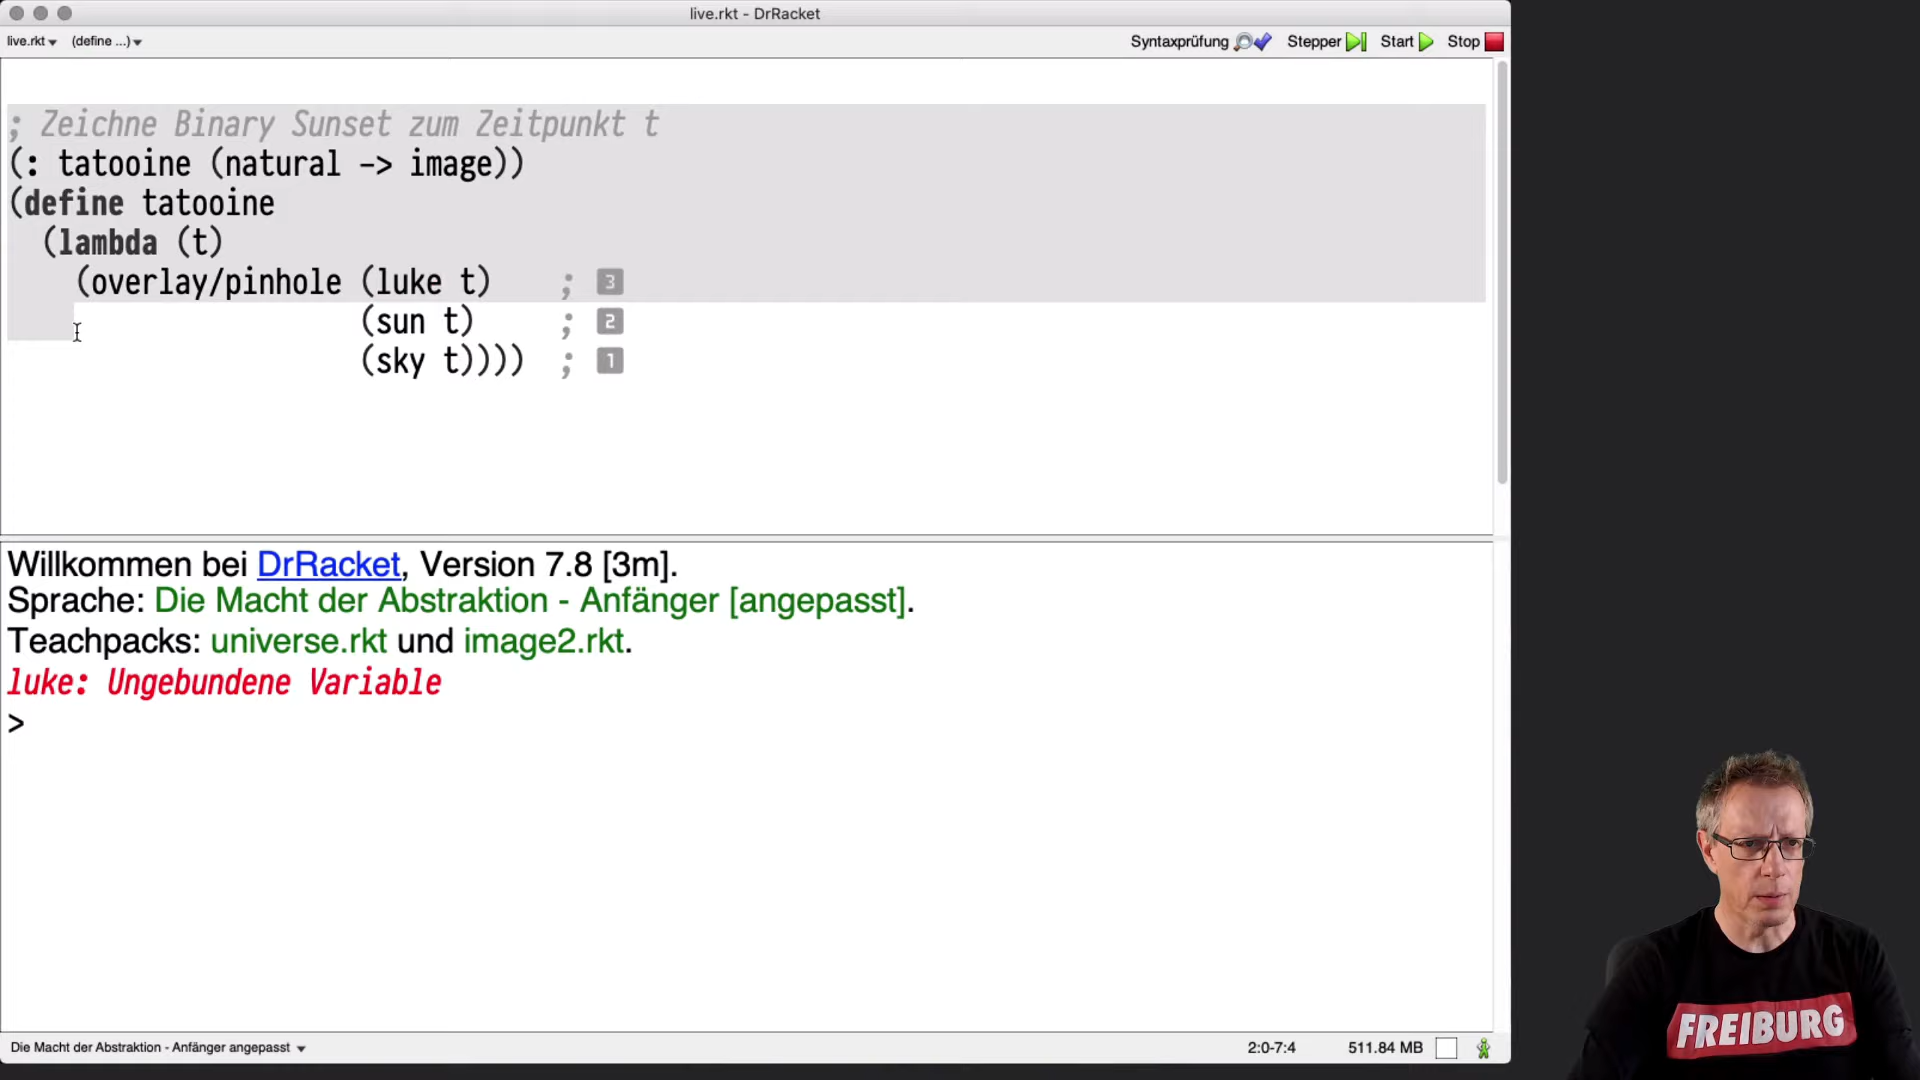 live.rkt - DrRacket
live.rkt (define ...) Syntaxprüfung Stepper Start Stop
; Zeichne Binary Sunset zum Zeitpunkt t
(: tatooine (natural -> image))
(define tatooine
(lambda (t)
(overlay/pinhole (luke t) ; 3
(sun t) ; 2
(sky t)))) ; 1
Willkommen bei DrRacket, Version 7.8 [3m].
Sprache: Die Macht der Abstraktion - Anfänger [angepasst].
Teachpacks: universe.rkt und image2.rkt.
luke: Ungebundene Variable
>
FREIBURG
Die Macht der Abstraktion - Anfänger angepasst 2:0-7:4 511.84 MB